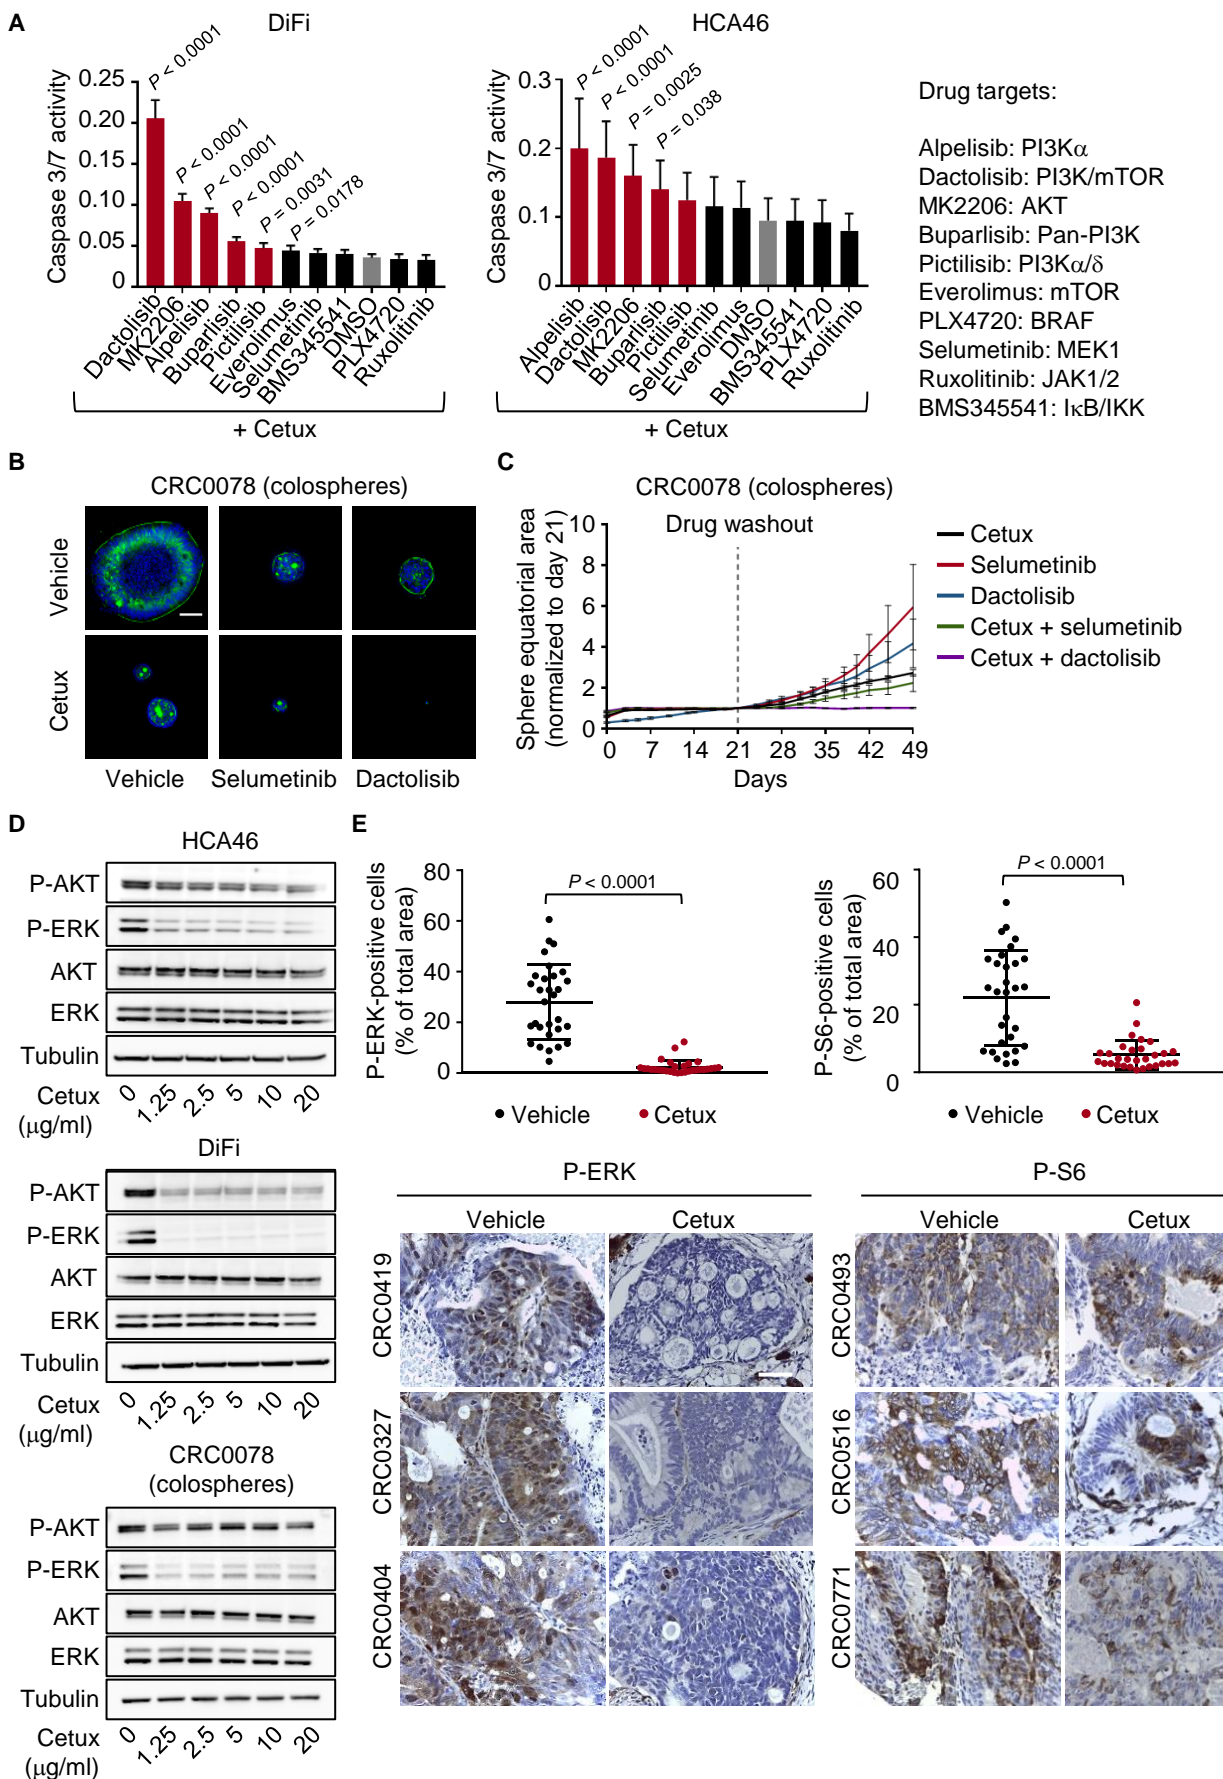 A
DiFi
HCA46
Caspase 3/7 activity
0.25
0.20
0.15
0.10
0.05
0
P < 0.0001
P < 0.0001
P < 0.0001
P < 0.0001
P = 0.0031
P = 0.0178
Dactolisib
MK2206
Alpelisib
Buparlisib
Pictilisib
Everolimus
Selumetinib
BMS345541
DMSO
PLX4720
Ruxolitinib
+ Cetux
Caspase 3/7 activity
0.3
0.2
0.1
0
P < 0.0001
P < 0.0001
P = 0.0025
P = 0.038
Alpelisib
Dactolisib
MK2206
Buparlisib
Pictilisib
Selumetinib
Everolimus
DMSO
BMS345541
PLX4720
Ruxolitinib
+ Cetux
Drug targets:
Alpelisib: PI3Kα
Dactolisib: PI3K/mTOR
MK2206: AKT
Buparlisib: Pan-PI3K
Pictilisib: PI3Kα/δ
Everolimus: mTOR
PLX4720: BRAF
Selumetinib: MEK1
Ruxolitinib: JAK1/2
BMS345541: IκB/IKK
B
CRC0078 (colospheres)
Vehicle
Cetux
Vehicle
Selumetinib
Dactolisib
C
CRC0078 (colospheres)
Drug washout
Sphere equatorial area
(normalized to day 21)
10
8
6
4
2
0
0
7
14
21
28
35
42
49
Days
Cetux
Selumetinib
Dactolisib
Cetux + selumetinib
Cetux + dactolisib
D
HCA46
P-AKT
P-ERK
AKT
ERK
Tubulin
Cetux
(μg/ml)
0
1.25
2.5
5
10
20
DiFi
P-AKT
P-ERK
AKT
ERK
Tubulin
Cetux
(μg/ml)
0
1.25
2.5
5
10
20
CRC0078
(colospheres)
P-AKT
P-ERK
AKT
ERK
Tubulin
Cetux
(μg/ml)
0
1.25
2.5
5
10
20
E
P-ERK-positive cells
(% of total area)
80
60
40
20
0
P < 0.0001
Vehicle
Cetux
P-S6-positive cells
(% of total area)
60
40
20
0
P < 0.0001
Vehicle
Cetux
P-ERK
Vehicle
Cetux
CRC0419
CRC0327
CRC0404
P-S6
Vehicle
Cetux
CRC0493
CRC0516
CRC0771